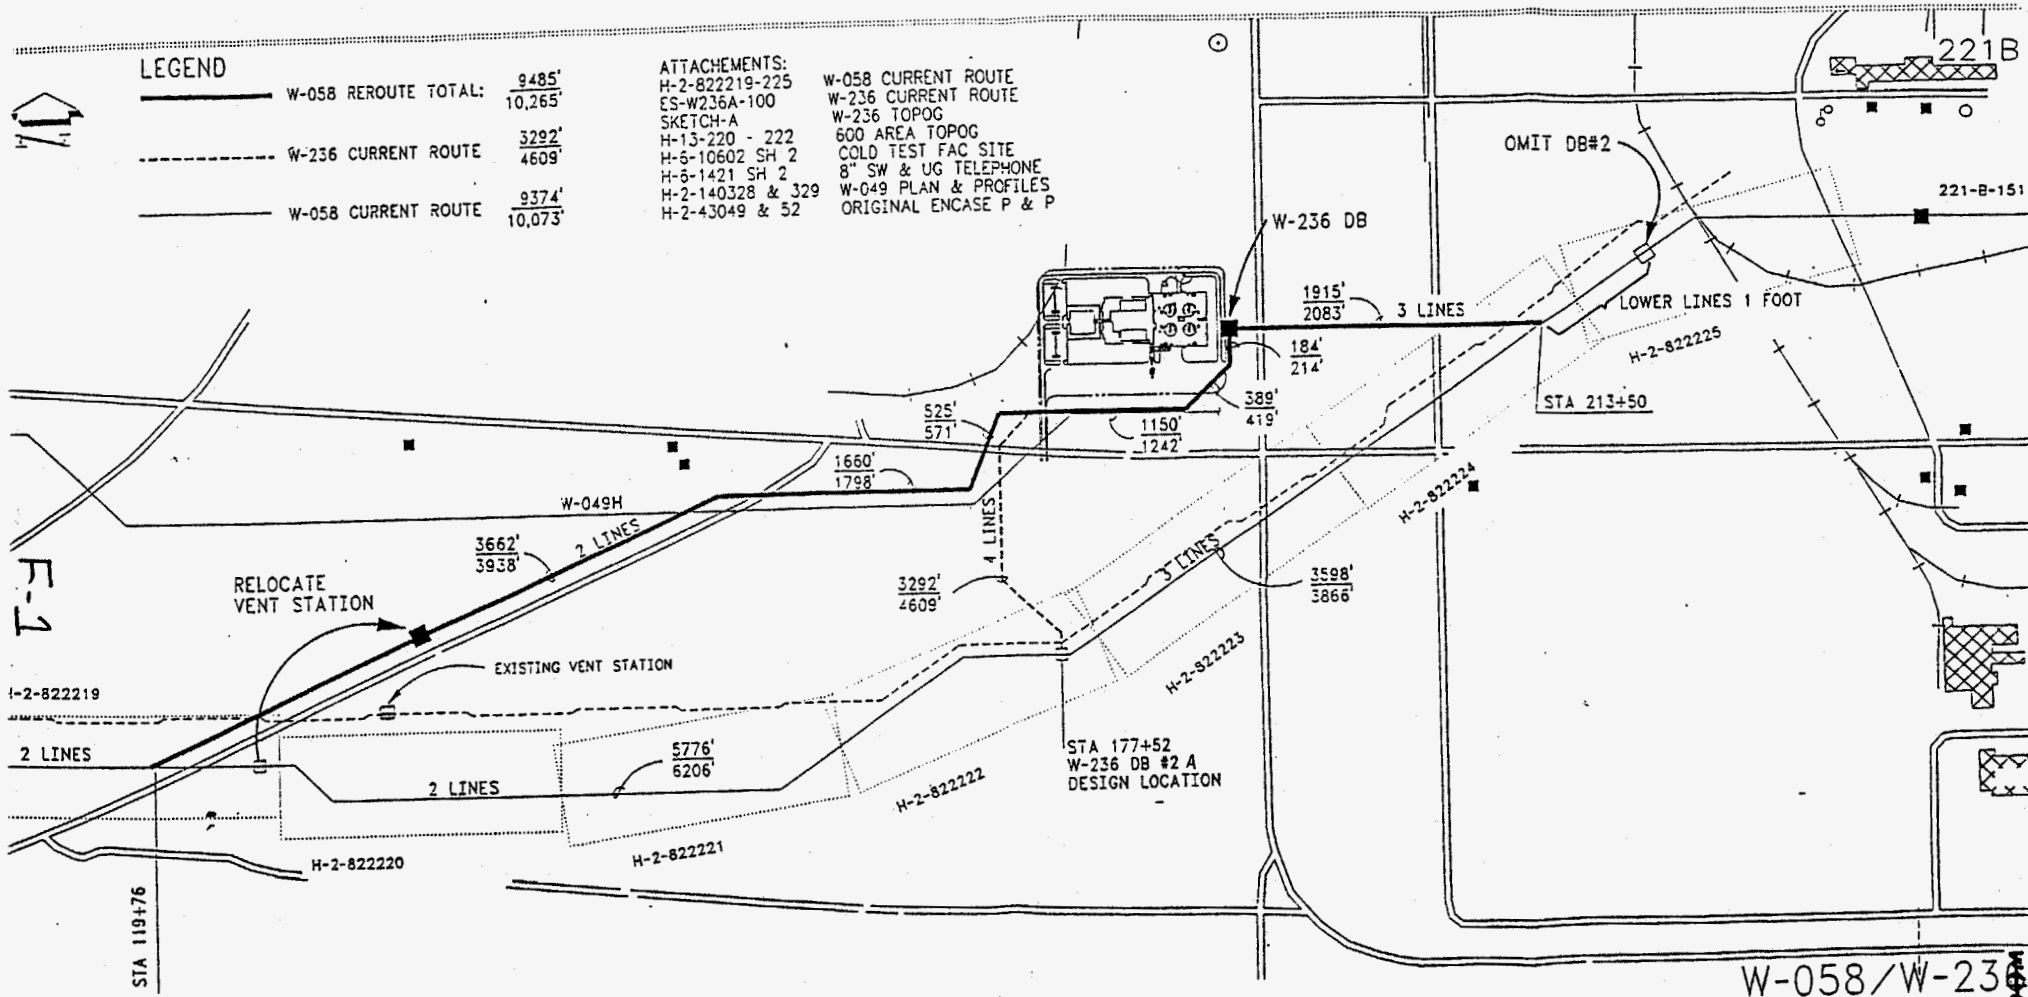 LEGEND
W-058 REROUTE TOTAL: 9485'
10,265'
W-236 CURRENT ROUTE 3292'
4609'
W-058 CURRENT ROUTE 9374'
10,073'
ATTACHEMENTS:
H-2-822219-225 W-058 CURRENT ROUTE
ES-W236A-100 W-236 CURRENT ROUTE
SKETCH-A W-236 TOPOG
H-13-220 - 222 600 AREA TOPOG
H-6-10602 SH 2 COLD TEST FAC SITE
H-6-1421 SH 2 8" SW & UG TELEPHONE
H-2-140328 & 329 W-049 PLAN & PROFILES
H-2-43049 & 52 ORIGINAL ENCASE P & P
221B
OMIT DB#2
221-B-151
W-236 DB
1915'
2083'
3 LINES
LOWER LINES 1 FOOT
H-2-822225
184'
214'
389'
419'
STA 213+50
525'
571'
1150'
1242'
1660'
1798'
W-049H
4 LINES
H-2-822224
3662'
3938'
2 LINES
3 LINES
F-1
RELOCATE
VENT STATION
3292'
4609'
3598'
3866'
EXISTING VENT STATION
H-2-822223
H-2-822219
2 LINES
5776'
6206'
2 LINES
STA 177+52
W-236 DB #2 A
DESIGN LOCATION
H-2-822222
H-2-822221
H-2-822220
STA 119+76
W-058/W-236